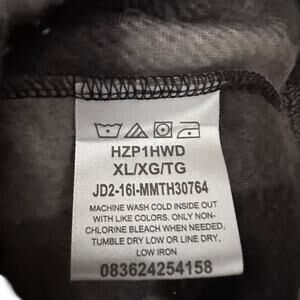 HZP1HWD
XL/XG/TG
JD2-16I-MMTH30764
MACHINE WASH COLD INSIDE OUT
WITH LIKE COLORS. ONLY NON-
CHLORINE BLEACH WHEN NEEDED,
TUMBLE DRY LOW OR LINE DRY,
LOW IRON
083624254158